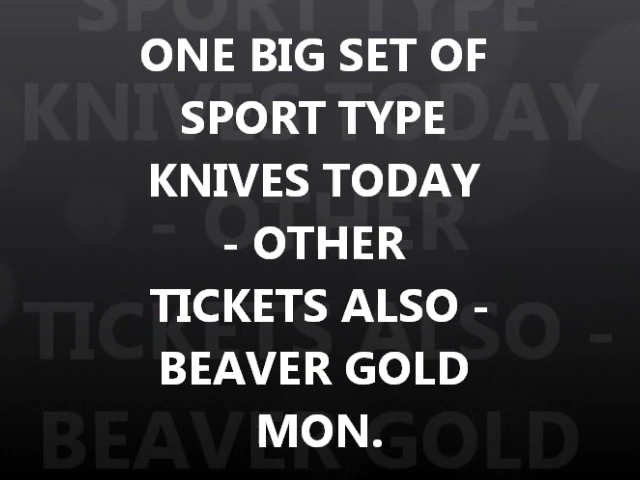 ONE BIG SET OF
SPORT TYPE
KNIVES TODAY
- OTHER
TICKETS ALSO -
BEAVER GOLD
MON.